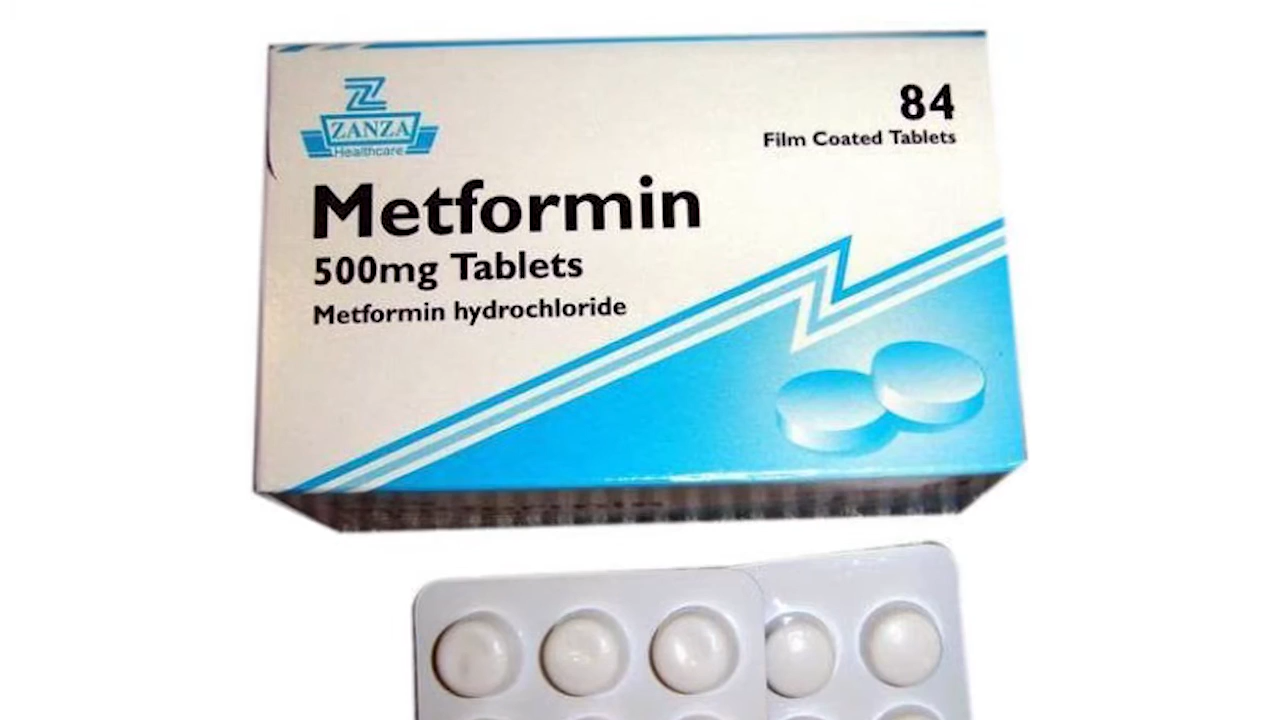 ZANZA
Healthcare
84
Film Coated Tablets
Metformin
500mg Tablets
Metformin hydrochloride